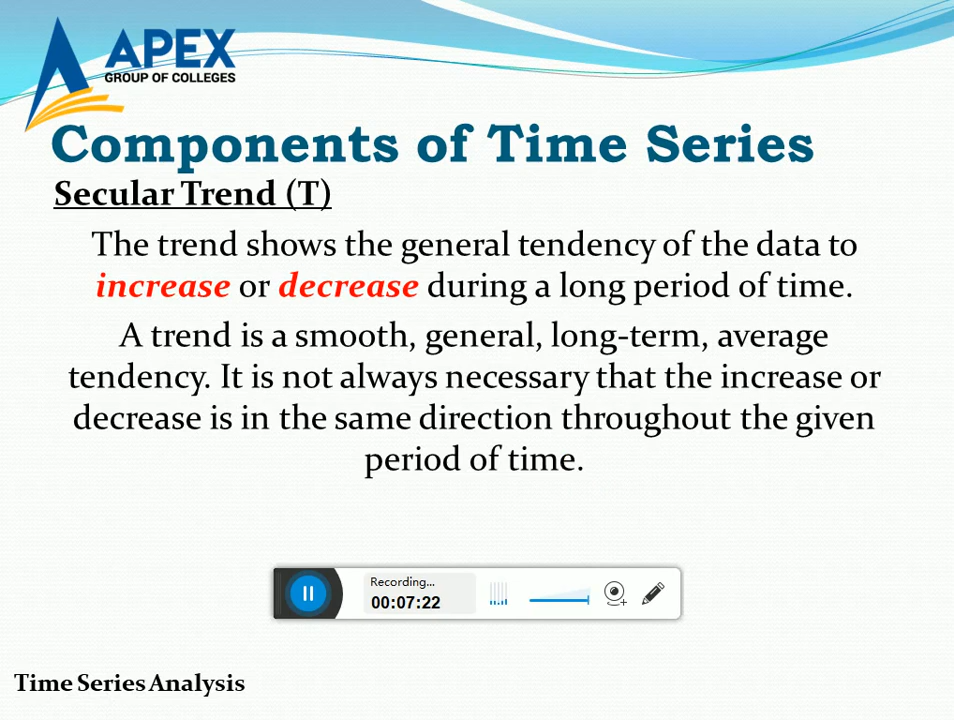 APEX
GROUP OF COLLEGES
Components of Time Series
Secular Trend (T)
The trend shows the general tendency of the data to
increase or decrease during a long period of time.
A trend is a smooth, general, long-term, average
tendency. It is not always necessary that the increase or
decrease is in the same direction throughout the given
period of time.
Recording...
00:07:22
Time Series Analysis